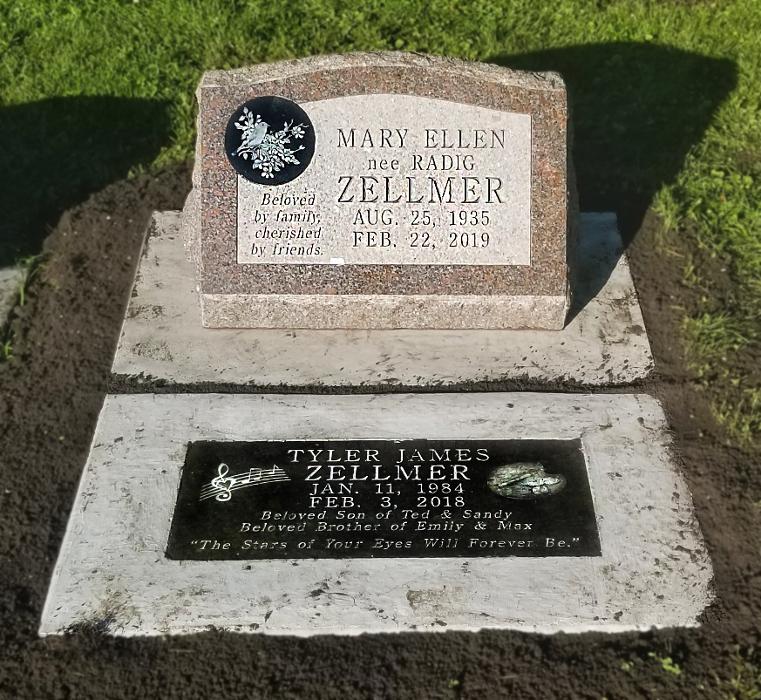 MARY ELLEN
nee RADIG
ZELLMER
AUG. 25, 1935
FEB. 22, 2019
Beloved
by family,
cherished
by friends.
TYLER JAMES
ZELLMER
JAN. 11, 1984
FEB. 3, 2018
Beloved Son of Ted & Sandy
Beloved Brother of Emily & Max
"The Stars of Your Eyes Will Forever Be."